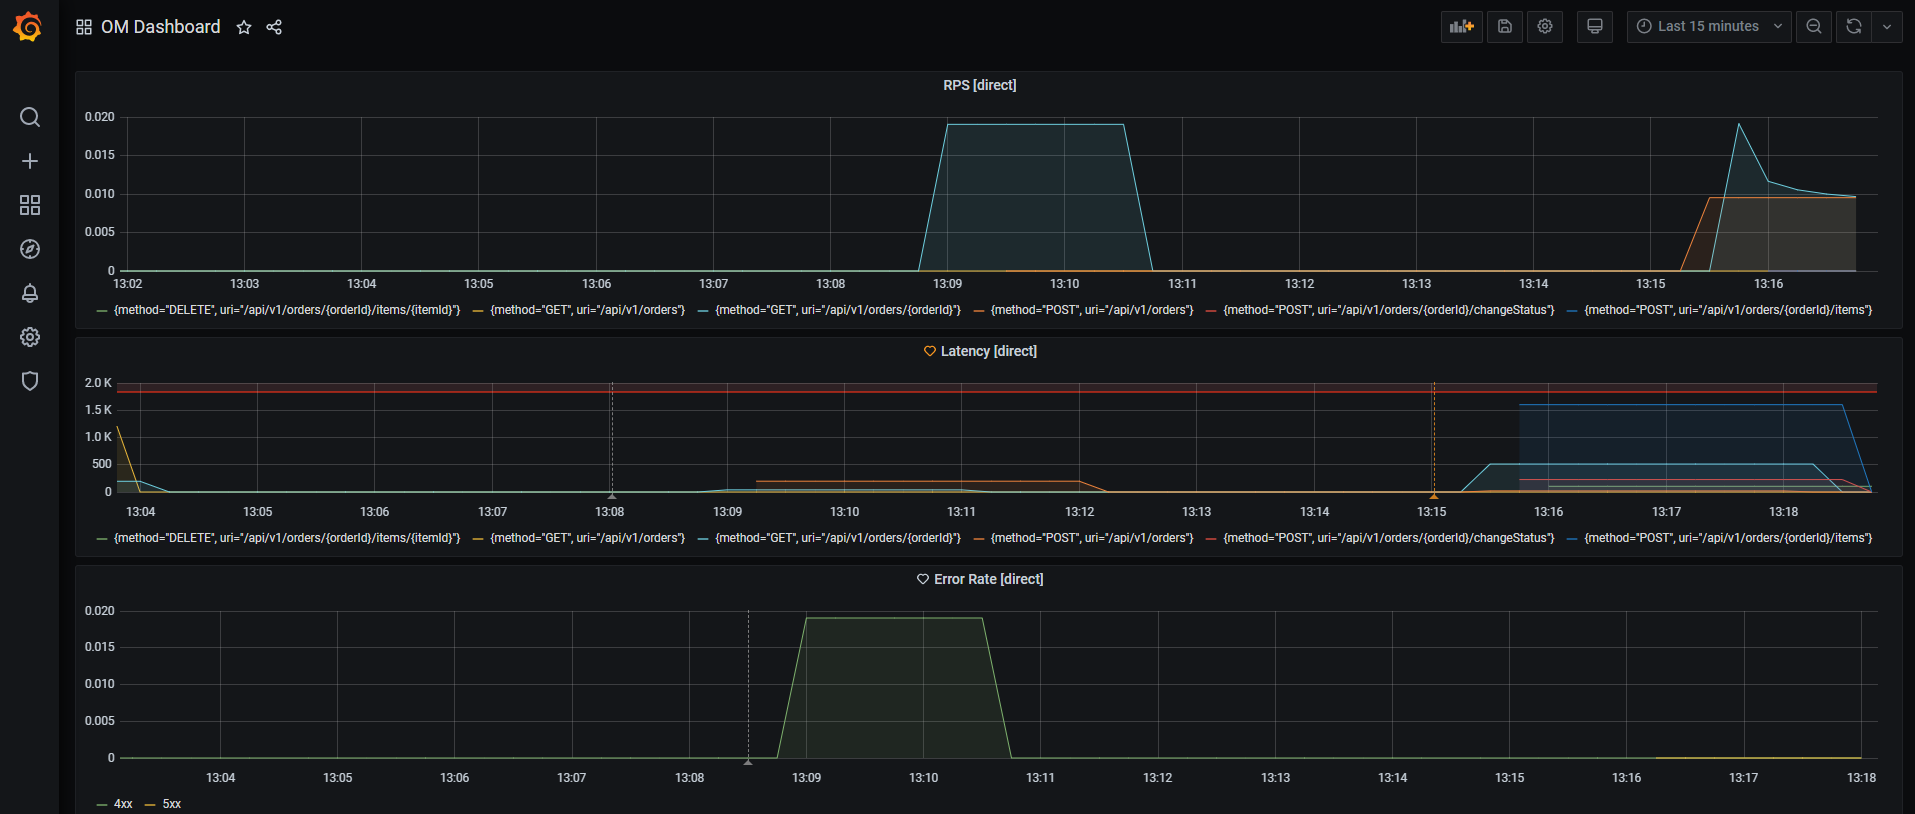 OM Dashboard
Last 15 minutes
RPS [direct]
0.020
0.015
0.010
0.005
0
13:02 13:03 13:04 13:05 13:06 13:07 13:08 13:09 13:10 13:11 13:12 13:13 13:14 13:15 13:16
{method="DELETE", uri="/api/v1/orders/{orderId}/items/{itemId}"} {method="GET", uri="/api/v1/orders"} {method="GET", uri="/api/v1/orders/{orderId}"} {method="POST", uri="/api/v1/orders"} {method="POST", uri="/api/v1/orders/{orderId}/changeStatus"} {method="POST", uri="/api/v1/orders/{orderId}/items"}
Latency [direct]
2.0 K
1.5 K
1.0 K
500
0
13:04 13:05 13:06 13:07 13:08 13:09 13:10 13:11 13:12 13:13 13:14 13:15 13:16 13:17 13:18
{method="DELETE", uri="/api/v1/orders/{orderId}/items/{itemId}"} {method="GET", uri="/api/v1/orders"} {method="GET", uri="/api/v1/orders/{orderId}"} {method="POST", uri="/api/v1/orders"} {method="POST", uri="/api/v1/orders/{orderId}/changeStatus"} {method="POST", uri="/api/v1/orders/{orderId}/items"}
Error Rate [direct]
0.020
0.015
0.010
0.005
0
13:04 13:05 13:06 13:07 13:08 13:09 13:10 13:11 13:12 13:13 13:14 13:15 13:16 13:17 13:18
4xx 5xx